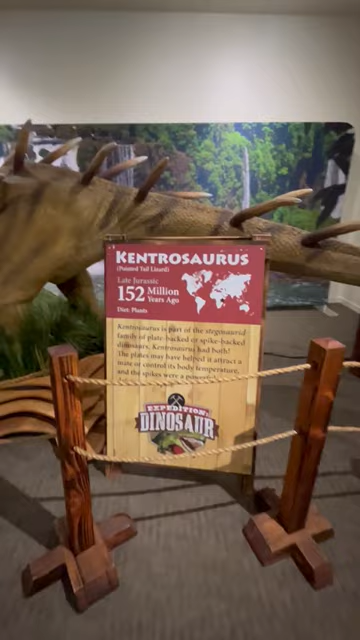 KENTROSAURUS
(Pointed Tail Lizard)
Late Jurassic
152 Million
Years Ago
Diet: Plants
Kentrosaurus is part of the stegosaurid
family of plate-backed or spike-backed
dinosaurs. Kentrosaurus had both!
The plates may have helped it attract a
mate or control its body temperature,
and the spikes were a
EXPEDITION
DINOSAUR